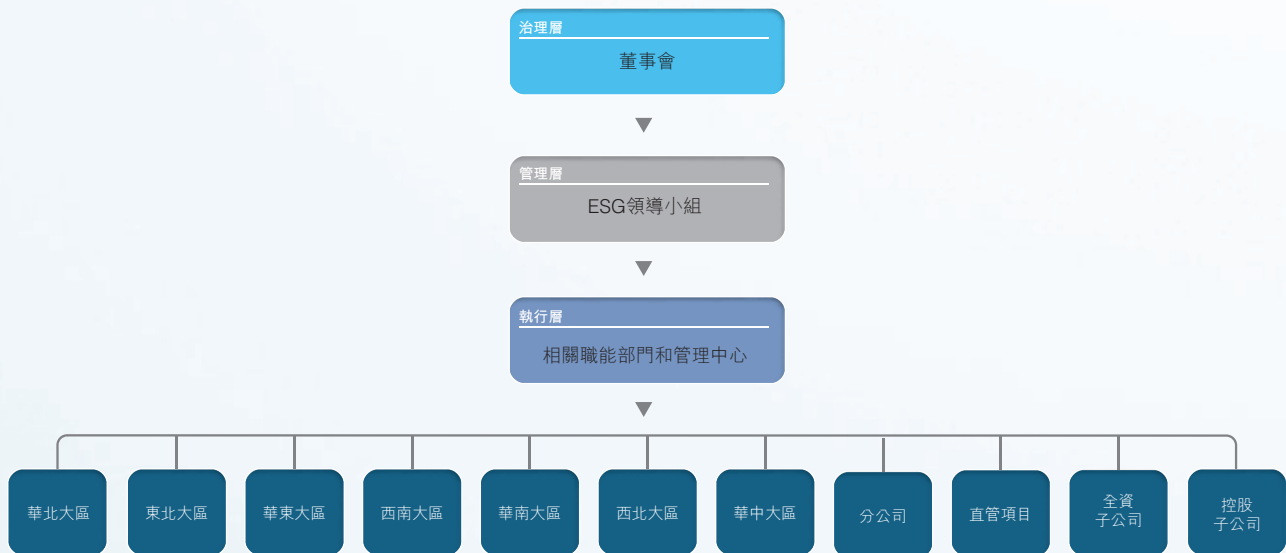 治理層
董事會
管理層
ESG領導小組
執行層
相關職能部門和管理中心
華北大區
東北大區
華東大區
西南大區
華南大區
西北大區
華中大區
分公司
直管項目
全資
子公司
控股
子公司